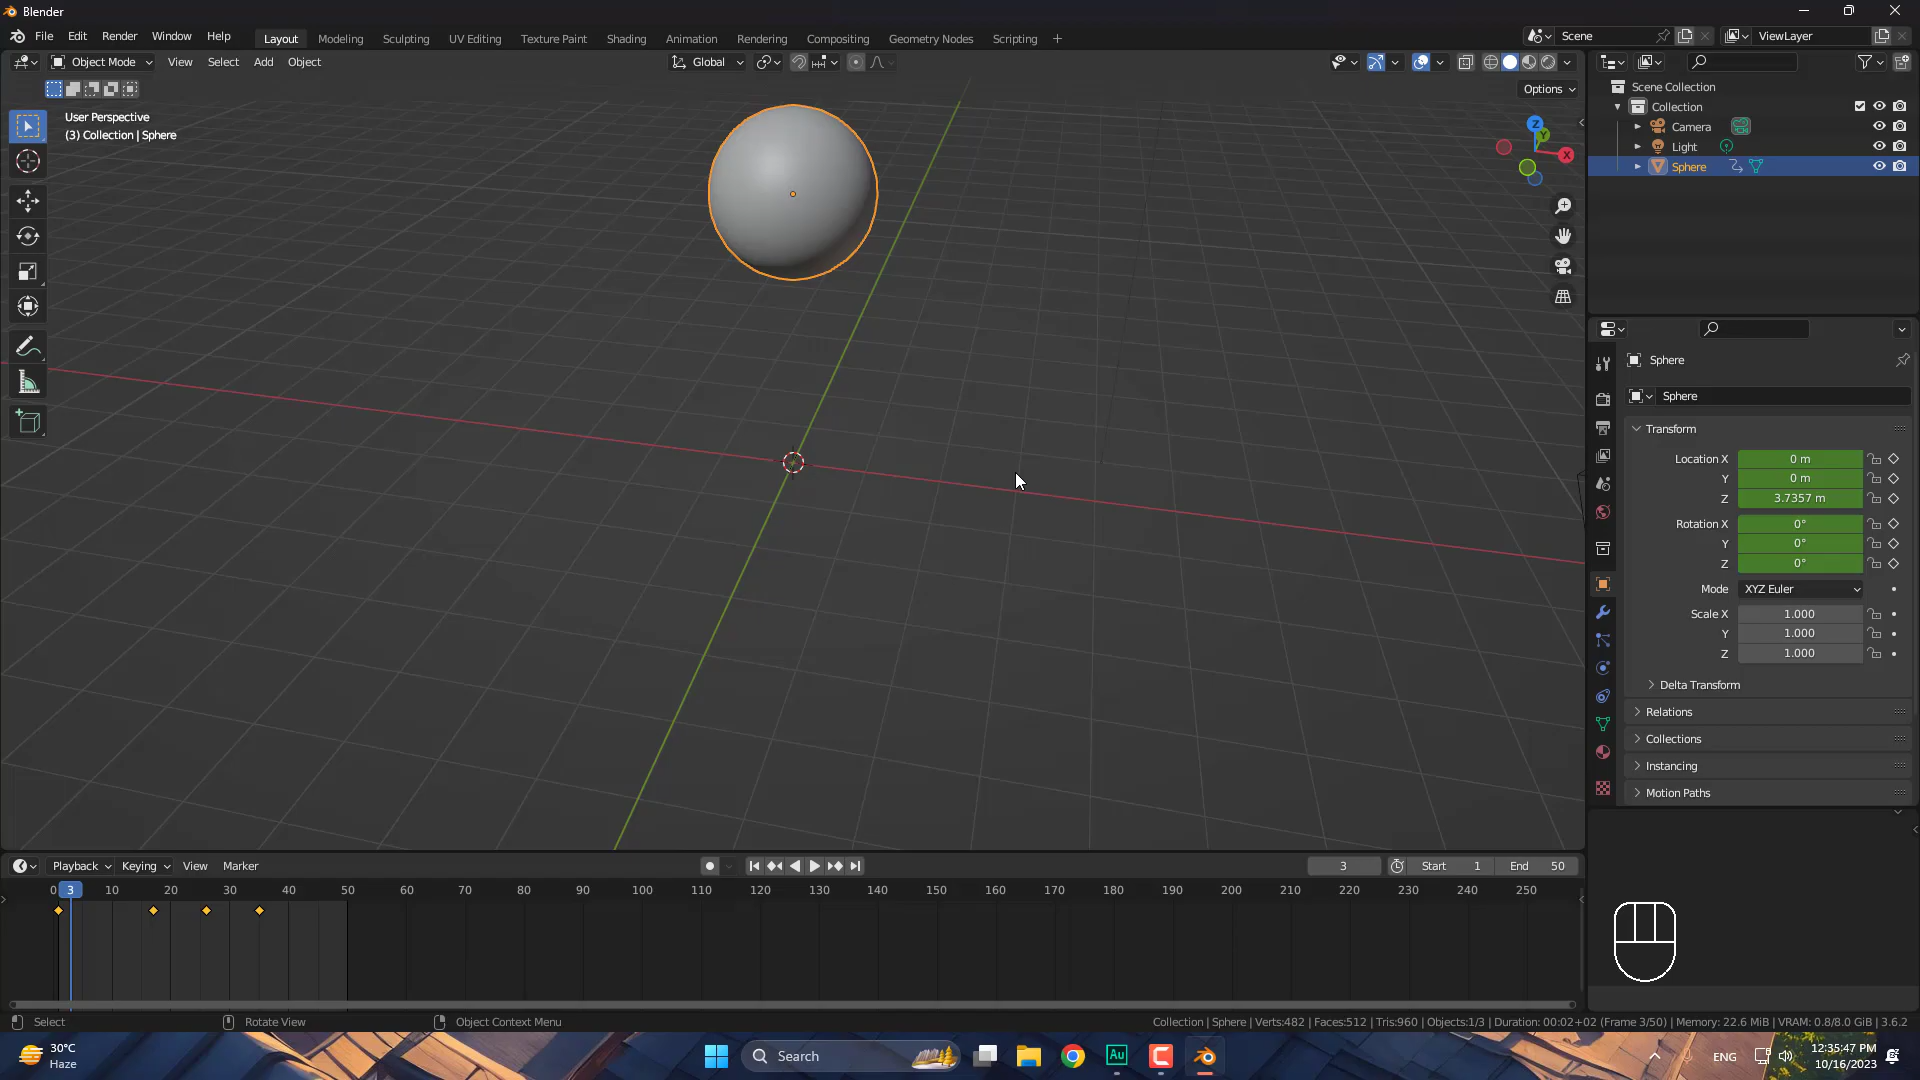 Blender
File Edit Render Window Help Layout Modeling Sculpting UV Editing Texture Paint Shading Animation Rendering Compositing Geometry Nodes Scripting + Scene ViewLayer
Object Mode View Select Add Object Global
Options
User Perspective
(3) Collection | Sphere
Z
Y
X
Scene Collection
Collection
Camera
Light
Sphere
Sphere
Sphere
Transform
Location X 0 m
Y 0 m
Z 3.7357 m
Rotation X 0°
Y 0°
Z 0°
Mode XYZ Euler
Scale X 1.000
Y 1.000
Z 1.000
Delta Transform
Relations
Collections
Instancing
Motion Paths
Playback Keying View Marker 3 Start 1 End 50
0 3 10 20 30 40 50 60 70 80 90 100 110 120 130 140 150 160 170 180 190 200 210 220 230 240 250
Select Rotate View Object Context Menu Collection | Sphere | Verts:482 | Faces:512 | Tris:960 | Objects:1/3 | Duration: 00:02+02 (Frame 3/50) | Memory: 22.6 MiB | VRAM: 0.8/8.0 GiB | 3.6.2
30°C
Haze
Search
Au
ENG
12:35:47 PM
10/16/2023